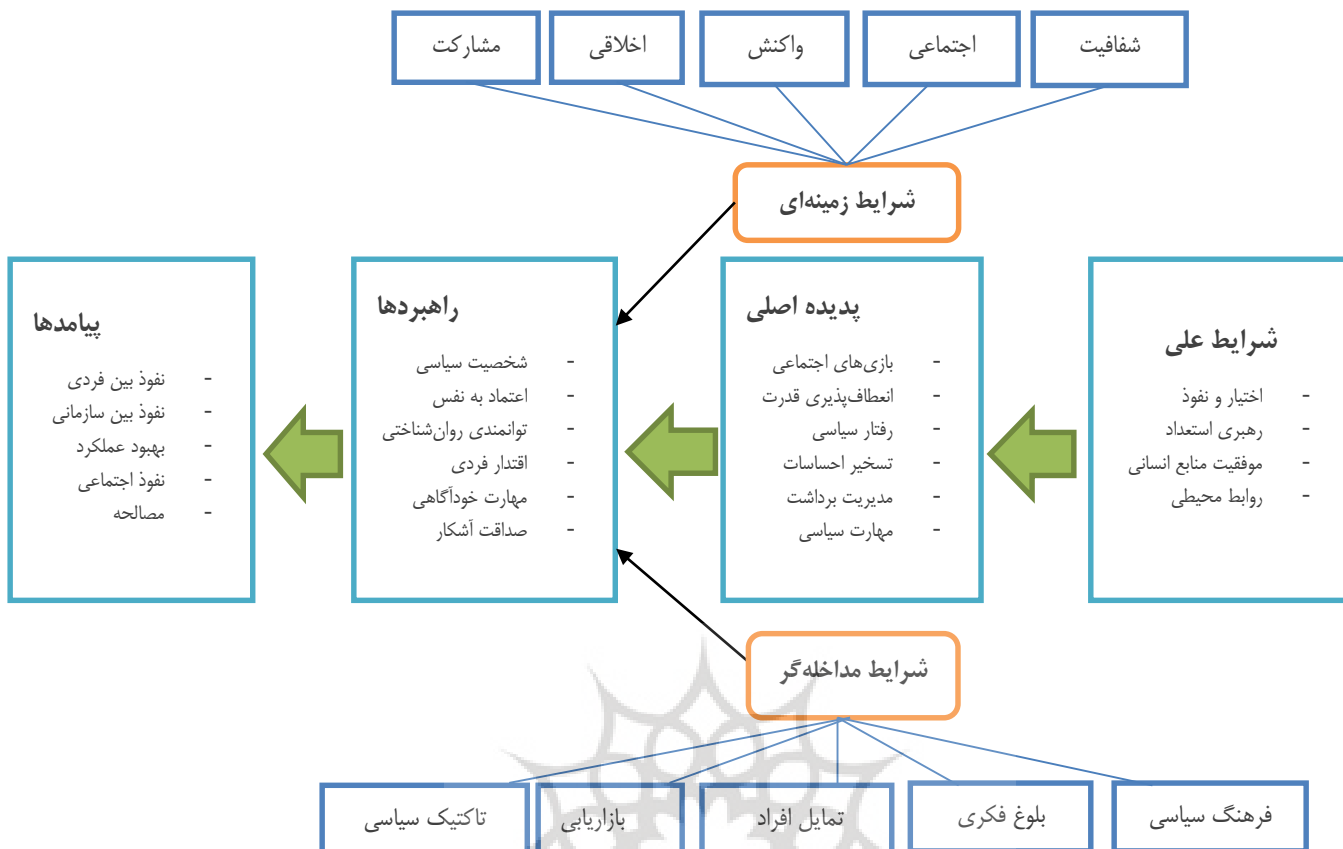 شفافیت
اجتماعی
واکنش
اخلاقی
مشارکت
شرایط زمینه‌ای
شرایط علی
- اختیار و نفوذ
- رهبری استعداد
- موفقیت منابع انسانی
- روابط محیطی
پدیده اصلی
- بازی‌های اجتماعی
- انعطاف‌پذیری قدرت
- رفتار سیاسی
- تسخیر احساسات
- مدیریت برداشت
- مهارت سیاسی
راهبردها
- شخصیت سیاسی
- اعتماد به نفس
- توانمندی روان‌شناختی
- اقتدار فردی
- مهارت خودآگاهی
- صداقت آشکار
پیامدها
- نفوذ بین فردی
- نفوذ بین سازمانی
- بهبود عملکرد
- نفوذ اجتماعی
- مصالحه
شرایط مداخله‌گر
فرهنگ سیاسی
بلوغ فکری
تمایل افراد
بازاریابی
تاکتیک سیاسی